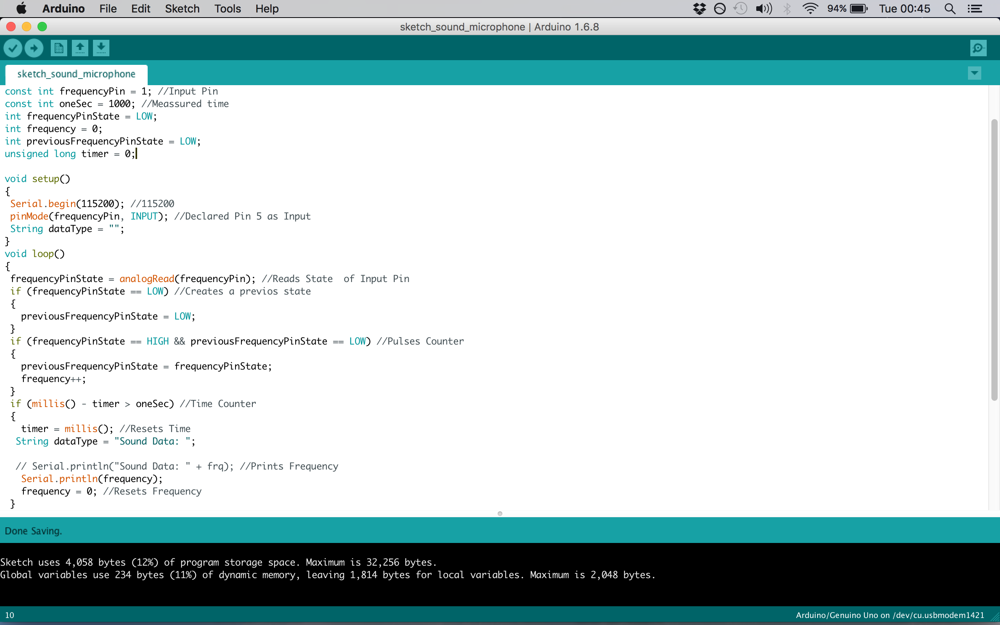 Arduino File Edit Sketch Tools Help 94% Tue 00:45
sketch_sound_microphone | Arduino 1.6.8
sketch_sound_microphone
const int frequencyPin = 1; //Input Pin
const int oneSec = 1000; //Meassured time
int frequencyPinState = LOW;
int frequency = 0;
int previousFrequencyPinState = LOW;
unsigned long timer = 0;
void setup()
{
Serial.begin(115200); //115200
pinMode(frequencyPin, INPUT); //Declared Pin 5 as Input
String dataType = "";
}
void loop()
{
frequencyPinState = analogRead(frequencyPin); //Reads State  of Input Pin
if (frequencyPinState == LOW) //Creates a previos state
{
previousFrequencyPinState = LOW;
}
if (frequencyPinState == HIGH && previousFrequencyPinState == LOW) //Pulses Counter
{
previousFrequencyPinState = frequencyPinState;
frequency++;
}
if (millis() - timer > oneSec) //Time Counter
{
timer = millis(); //Resets Time
String dataType = "Sound Data: ";
// Serial.println("Sound Data: " + frq); //Prints Frequency
Serial.println(frequency);
frequency = 0; //Resets Frequency
}
Done Saving.
Sketch uses 4,058 bytes (12%) of program storage space. Maximum is 32,256 bytes.
Global variables use 234 bytes (11%) of dynamic memory, leaving 1,814 bytes for local variables. Maximum is 2,048 bytes.
10 Arduino/Genuino Uno on /dev/cu.usbmodem1421